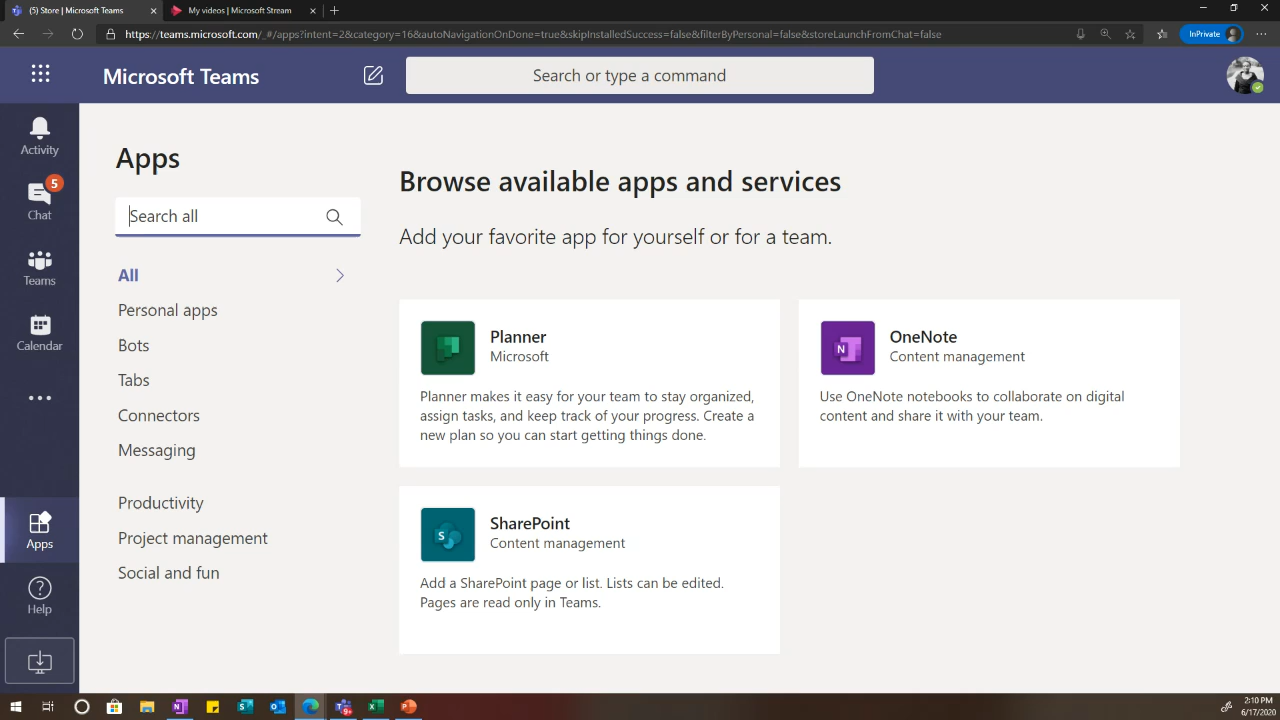 (5) Store | Microsoft Teams
My videos | Microsoft Stream
https://teams.microsoft.com/_#/apps?intent=2&category=16&autoNavigationOnDone=true&skipInstalledSuccess=false&filterByPersonal=false&storeLaunchFromChat=false
InPrivate
Microsoft Teams
Search or type a command
Activity
5
Chat
Teams
Calendar
Apps
Help
Apps
Search all
All
Personal apps
Bots
Tabs
Connectors
Messaging
Productivity
Project management
Social and fun
Browse available apps and services
Add your favorite app for yourself or for a team.
Planner
Microsoft
Planner makes it easy for your team to stay organized,
assign tasks, and keep track of your progress. Create a
new plan so you can start getting things done.
N
OneNote
Content management
Use OneNote notebooks to collaborate on digital
content and share it with your team.
S
SharePoint
Content management
Add a SharePoint page or list. Lists can be edited.
Pages are read only in Teams.
2:10 PM
6/17/2020